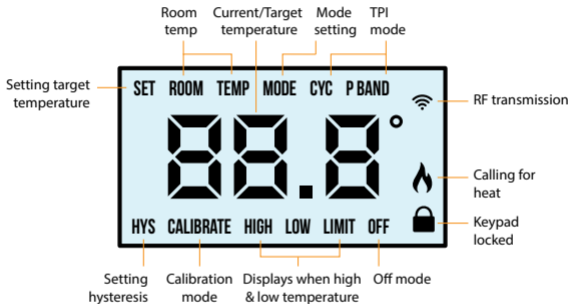 Room temp
Current/Target temperature
Mode setting
TPI mode
Setting target temperature
SET ROOM TEMP MODE CYC P BAND
RF transmission
88.8°
Calling for heat
HYS CALIBRATE HIGH LOW LIMIT OFF
Keypad locked
Setting hysteresis
Calibration mode
Displays when high & low temperature
Off mode